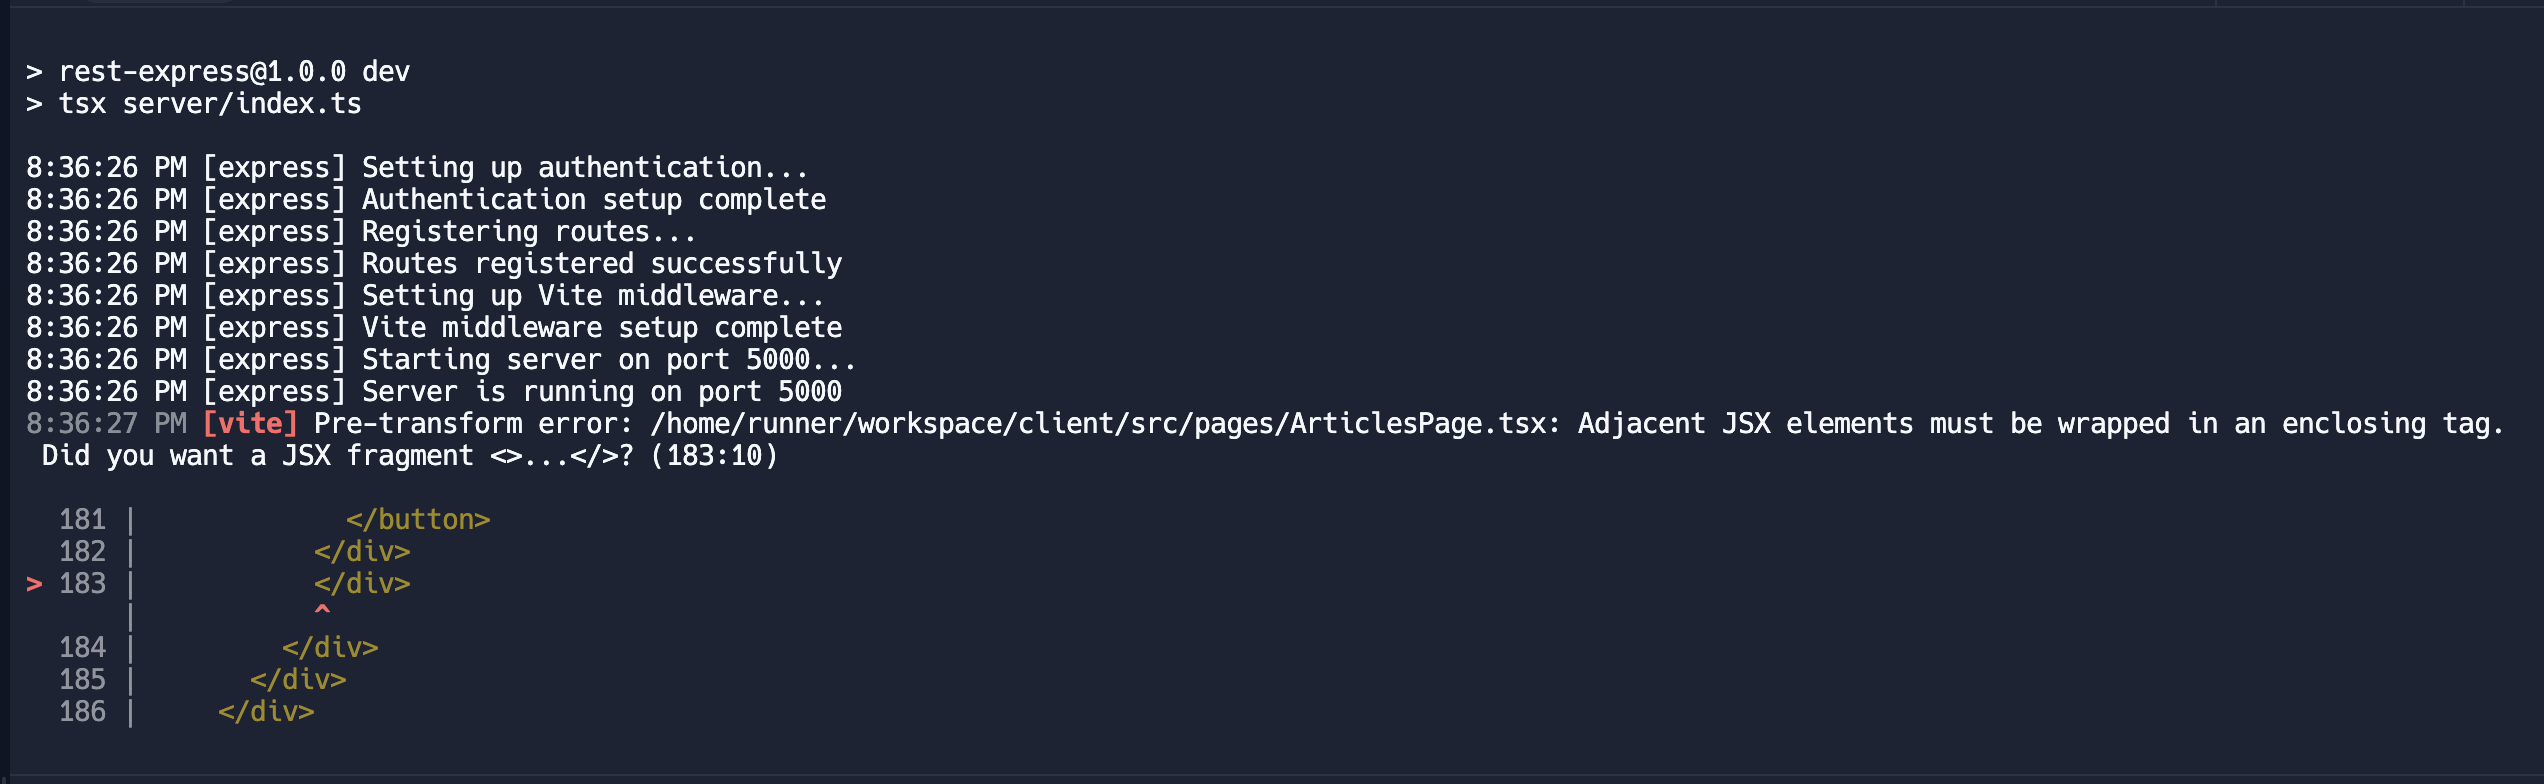 > rest-express@1.0.0 dev
> tsx server/index.ts
8:36:26 PM [express] Setting up authentication...
8:36:26 PM [express] Authentication setup complete
8:36:26 PM [express] Registering routes...
8:36:26 PM [express] Routes registered successfully
8:36:26 PM [express] Setting up Vite middleware...
8:36:26 PM [express] Vite middleware setup complete
8:36:26 PM [express] Starting server on port 5000...
8:36:26 PM [express] Server is running on port 5000
8:36:27 PM [vite] Pre-transform error: /home/runner/workspace/client/src/pages/ArticlesPage.tsx: Adjacent JSX elements must be wrapped in an enclosing tag.
 Did you want a JSX fragment <>...</>? (183:10)
  181 |             </button>
  182 |           </div>
> 183 |           </div>
      |           ^
  184 |         </div>
  185 |       </div>
  186 |     </div>